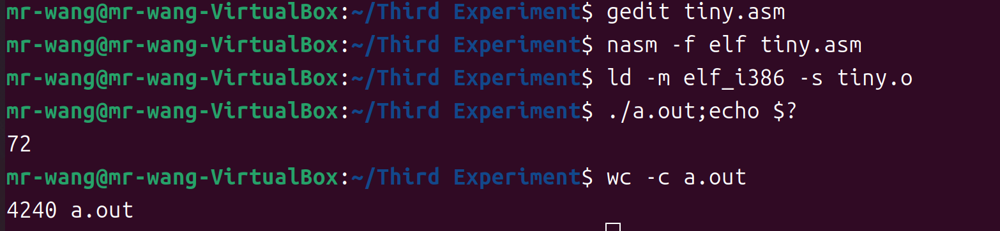 mr-wang@mr-wang-VirtualBox:~/Third Experiment$ gedit tiny.asm
mr-wang@mr-wang-VirtualBox:~/Third Experiment$ nasm -f elf tiny.asm
mr-wang@mr-wang-VirtualBox:~/Third Experiment$ ld -m elf_i386 -s tiny.o
mr-wang@mr-wang-VirtualBox:~/Third Experiment$ ./a.out;echo $?
72
mr-wang@mr-wang-VirtualBox:~/Third Experiment$ wc -c a.out
4240 a.out